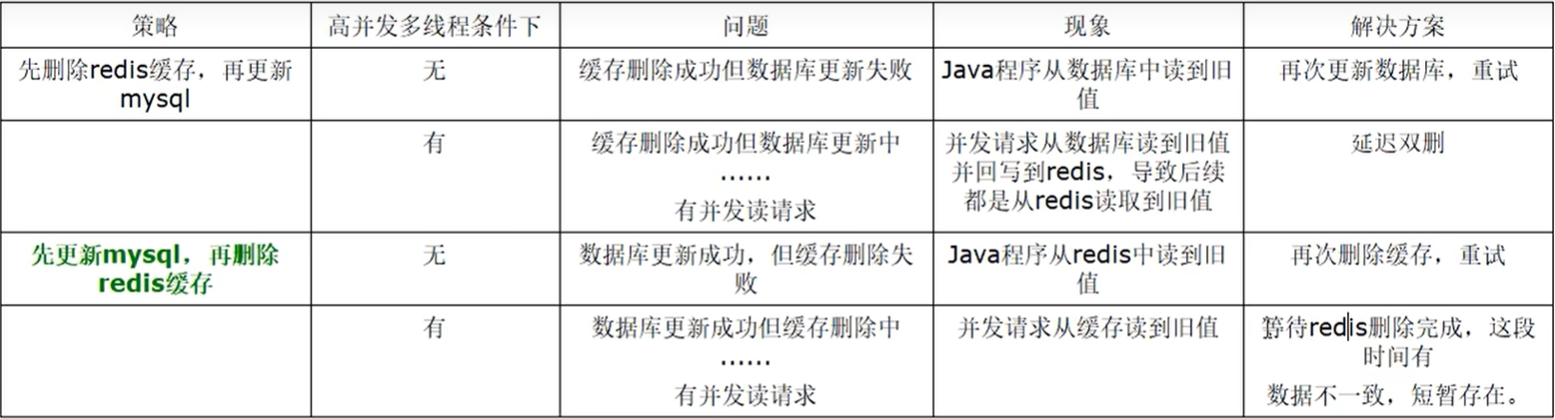 策略
高并发多线程条件下
问题
现象
解决方案
先删除redis缓存，再更新
mysql
无
缓存删除成功但数据库更新失败
Java程序从数据库中读到旧
值
再次更新数据库，重试
有
缓存删除成功但数据库更新中
......
有并发读请求
并发请求从数据库读到旧值
并回写到redis，导致后续
都是从redis读取到旧值
延迟双删
先更新mysql，再删除
redis缓存
无
数据库更新成功，但缓存删除失
败
Java程序从redis中读到旧
值
再次删除缓存，重试
有
数据库更新成功但缓存删除中
......
有并发读请求
并发请求从缓存读到旧值
等待redis删除完成，这段
时间有
数据不一致，短暂存在。